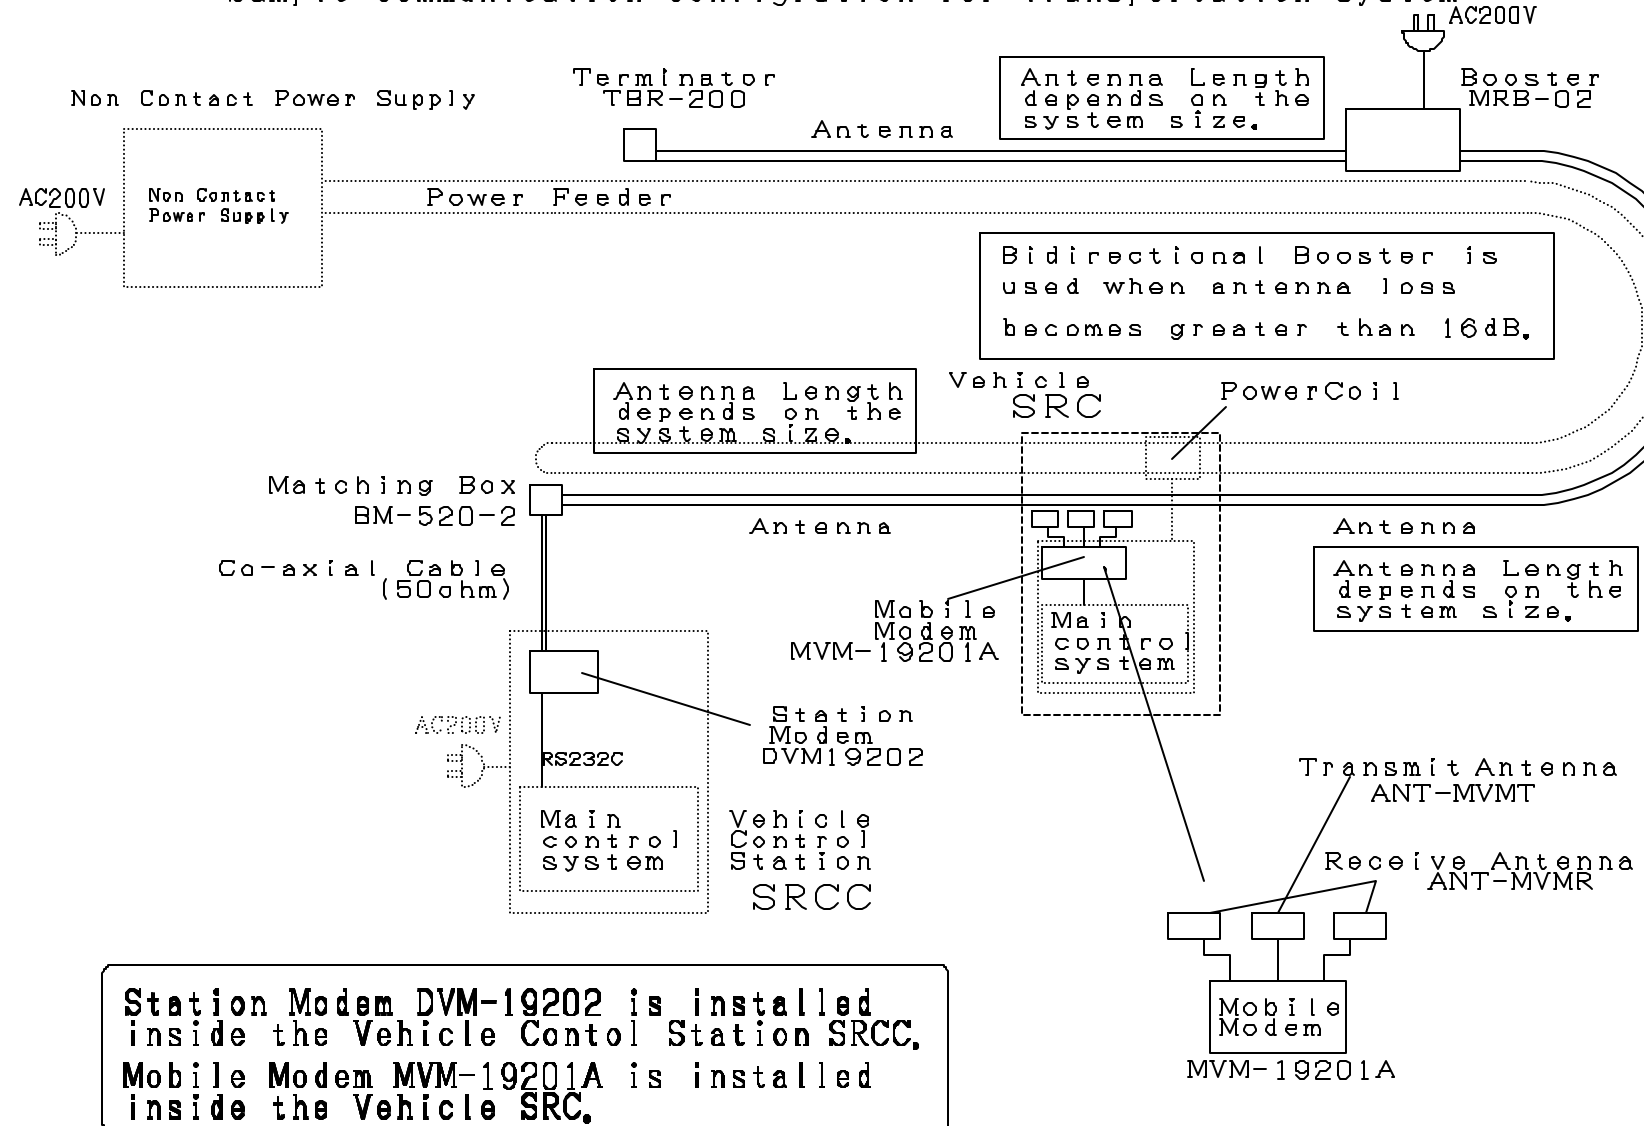 Sample communication configration for Transportation system
AC200V
Terminator
TBR-200
Antenna Length
depends on the
system size.
Booster
MRB-02
Non Contact Power Supply
Antenna
AC200V
Non Contact
Power Supply
Power Feeder
Bidirectional Booster is
used when antenna loss
becomes greater than 16dB.
Antenna Length
depends on the
system size.
Vehicle
SRC
PowerCoil
Matching Box
BM-520-2
Antenna
Antenna
Co-axial Cable
(50ohm)
Antenna Length
depends on the
system size.
Mobile
Modem
MVM-19201A
Main
control
system
Station
Modem
DVM19202
AC200V
RS232C
Transmit Antenna
ANT-MVMT
Main
control
system
Vehicle
Control
Station
SRCC
Receive Antenna
ANT-MVMR
Mobile
Modem
MVM-19201A
Station Modem DVM-19202 is installed
inside the Vehicle Contol Station SRCC.
Mobile Modem MVM-19201A is installed
inside the Vehicle SRC.